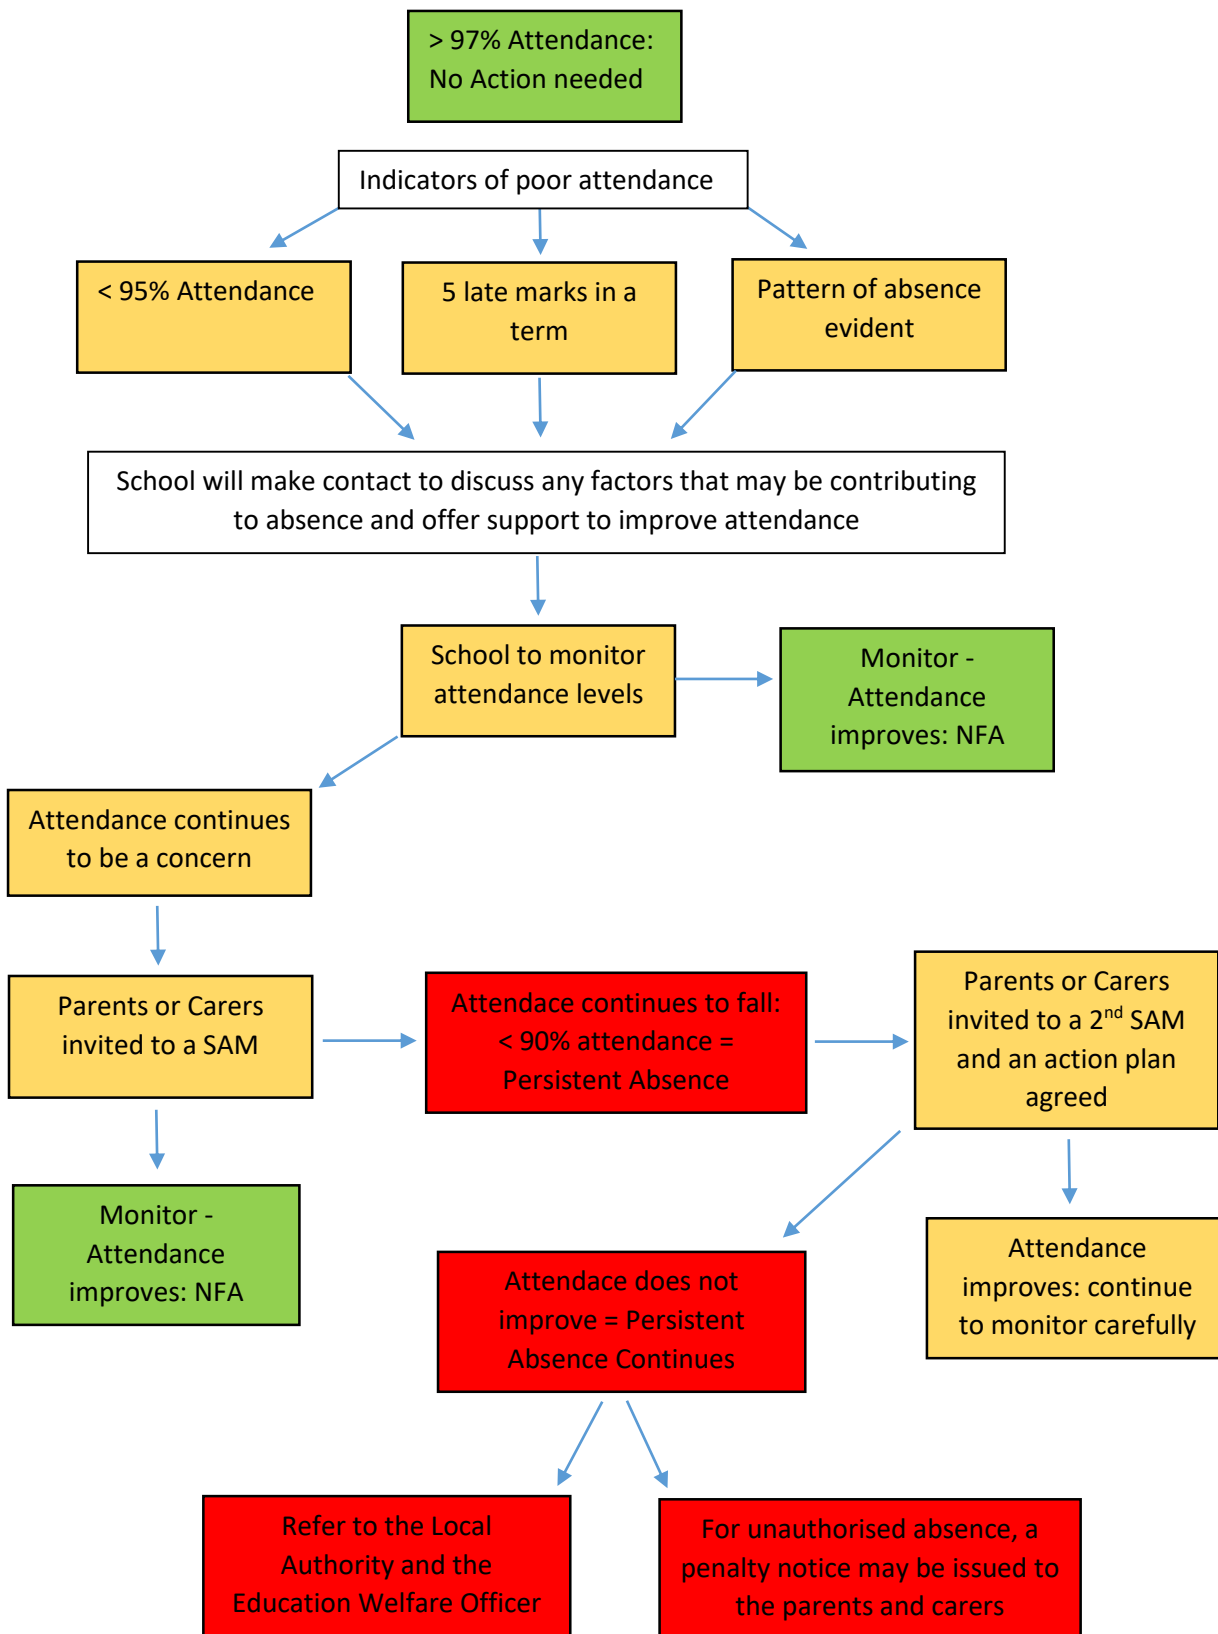 > 97% Attendance:
No Action needed
Indicators of poor attendance
< 95% Attendance
5 late marks in a
term
Pattern of absence
evident
School will make contact to discuss any factors that may be contributing
to absence and offer support to improve attendance
School to monitor
attendance levels
Monitor -
Attendance
improves: NFA
Attendance continues
to be a concern
Parents or Carers
invited to a SAM
Attendace continues to fall:
< 90% attendance =
Persistent Absence
Parents or Carers
invited to a 2nd SAM
and an action plan
agreed
Monitor -
Attendance
improves: NFA
Attendace does not
improve = Persistent
Absence Continues
Attendance
improves: continue
to monitor carefully
Refer to the Local
Authority and the
Education Welfare Officer
For unauthorised absence, a
penalty notice may be issued to
the parents and carers